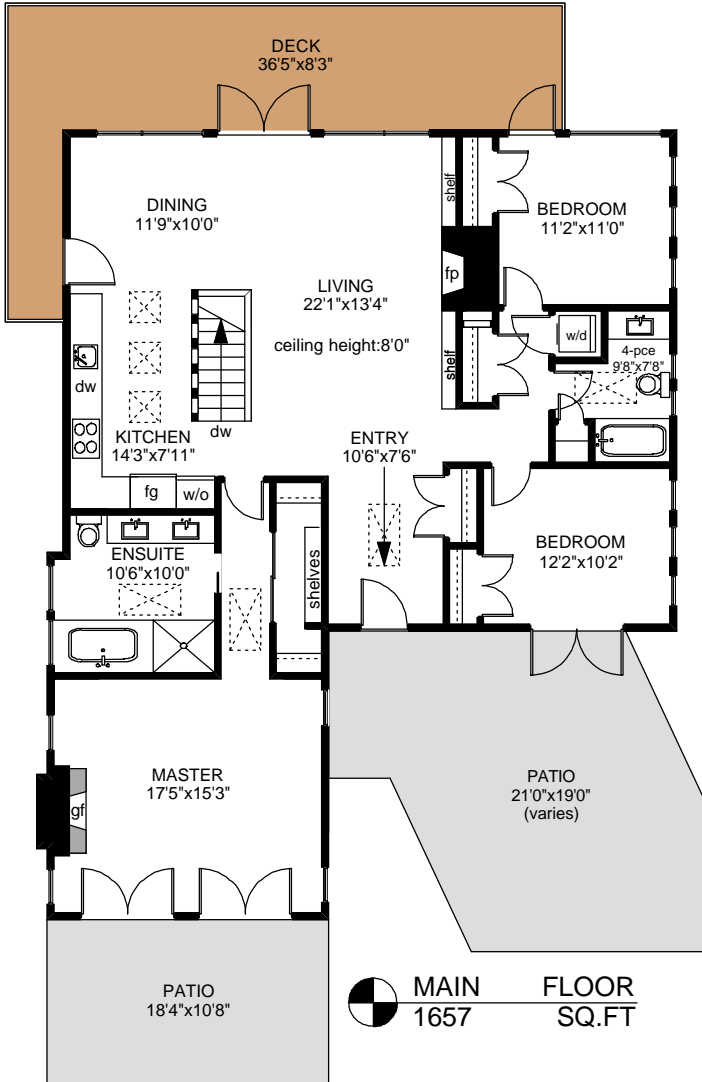 DECK
36'5"x8'3"
DINING
11'9"x10'0"
shelf
BEDROOM
11'2"x11'0"
fp
LIVING
22'1"x13'4"
ceiling height:8'0"
w/d
4-pce
9'8"x7'8"
shelf
dw
dw
KITCHEN
14'3"x7'11"
ENTRY
10'6"x7'6"
fg
w/o
ENSUITE
10'6"x10'0"
shelves
BEDROOM
12'2"x10'2"
MASTER
17'5"x15'3"
gf
PATIO
21'0"x19'0"
(varies)
PATIO
18'4"x10'8"
MAIN FLOOR
1657 SQ.FT